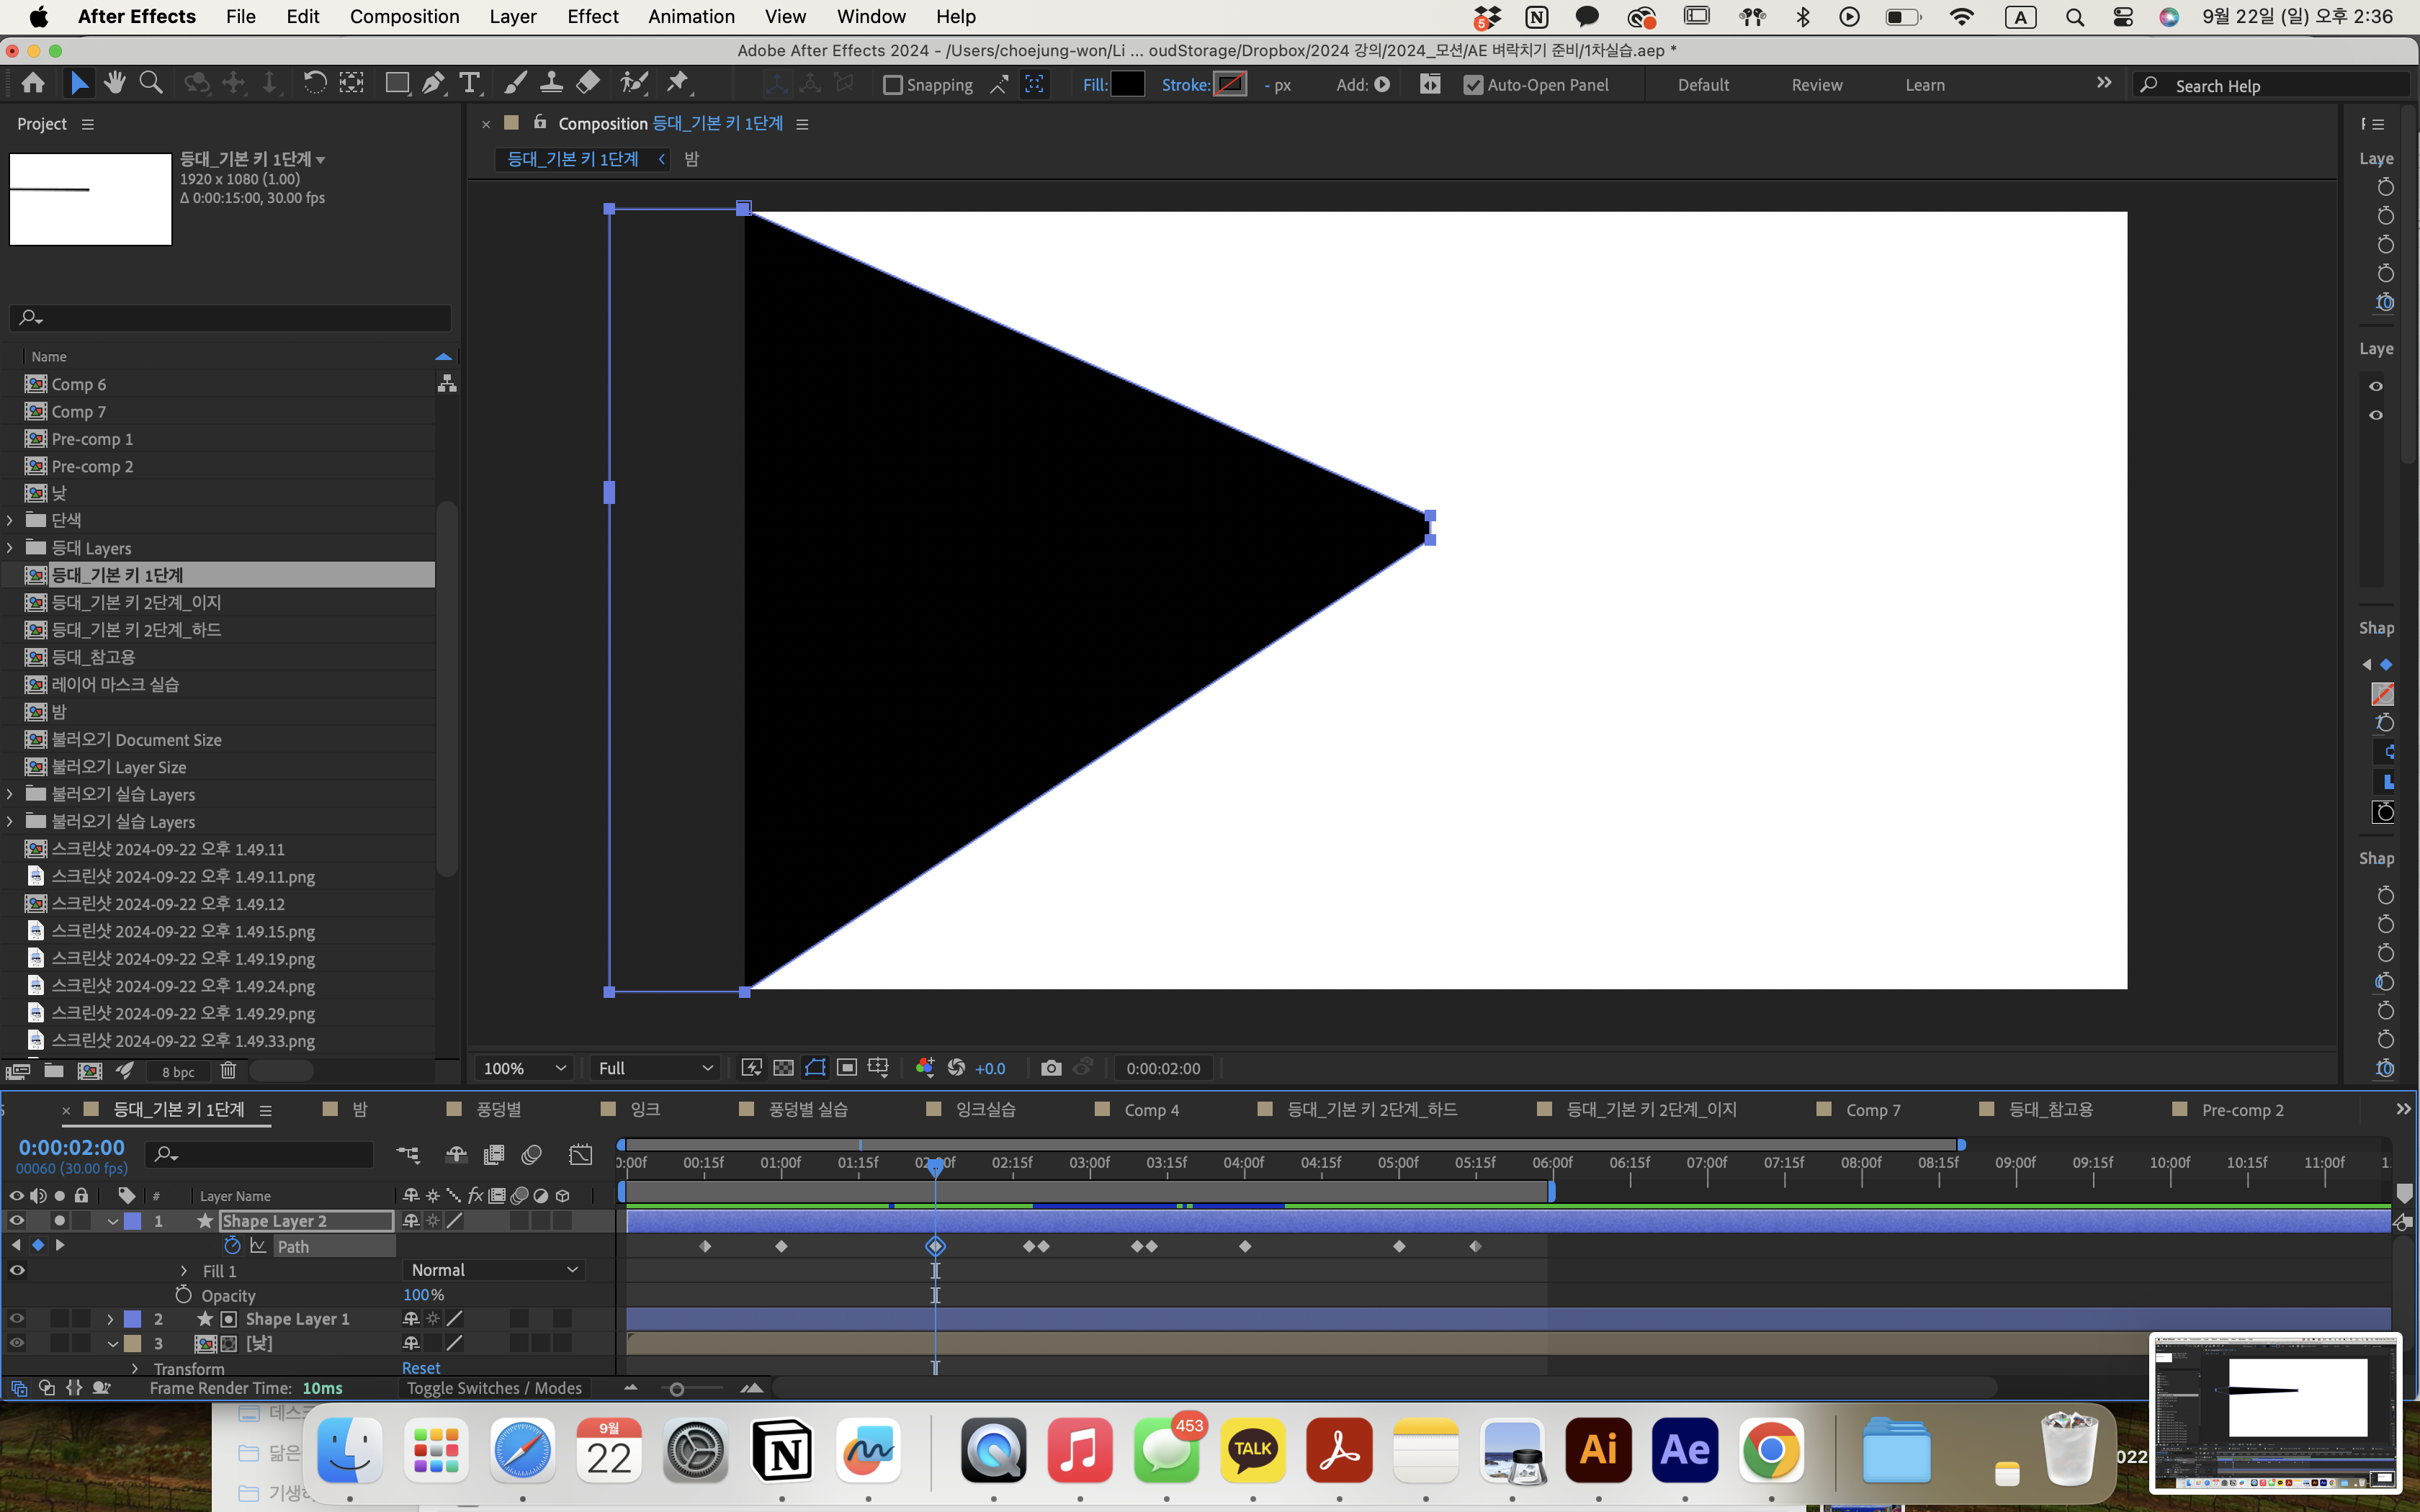 After Effects File Edit Composition Layer Effect Animation View Window Help
5 A 9월 22일 (일) 오후 2:36
Adobe After Effects 2024 - /Users/choejung-won/Li ... oudStorage/Dropbox/2024 강의/2024_모션/AE 벼락치기 준비/1차실습.aep *
Snapping Fill: Stroke: - px Add: Auto-Open Panel Default Review Learn Search Help
Project
등대_기본 키 1단계
1920 x 1080 (1.00)
Δ 0:00:15:00, 30.00 fps
Name
Comp 6
Comp 7
Pre-comp 1
Pre-comp 2
낮
단색
등대 Layers
등대_기본 키 1단계
등대_기본 키 2단계_이지
등대_기본 키 2단계_하드
등대_참고용
레이어 마스크 실습
밤
불러오기 Document Size
불러오기 Layer Size
불러오기 실습 Layers
불러오기 실습 Layers
스크린샷 2024-09-22 오후 1.49.11
스크린샷 2024-09-22 오후 1.49.11.png
스크린샷 2024-09-22 오후 1.49.12
스크린샷 2024-09-22 오후 1.49.15.png
스크린샷 2024-09-22 오후 1.49.19.png
스크린샷 2024-09-22 오후 1.49.24.png
스크린샷 2024-09-22 오후 1.49.29.png
스크린샷 2024-09-22 오후 1.49.33.png
8 bpc
Composition 등대_기본 키 1단계
등대_기본 키 1단계 밤
100% Full +0.0 0:00:02:00
Laye
Laye
Shap
Shap
등대_기본 키 1단계 밤 풍덩별 잉크 풍덩별 실습 잉크실습 Comp 4 등대_기본 키 2단계_하드 등대_기본 키 2단계_이지 Comp 7 등대_참고용 Pre-comp 2
0:00:02:00
00060 (30.00 fps)
0:00f 00:15f 01:00f 01:15f 02:00f 02:15f 03:00f 03:15f 04:00f 04:15f 05:00f 05:15f 06:00f 06:15f 07:00f 07:15f 08:00f 08:15f 09:00f 09:15f 10:00f 10:15f 11:00f
# Layer Name fx
1 Shape Layer 2
Path
Fill 1 Normal
Opacity 100%
2 Shape Layer 1
3 [낮]
Transform Reset
Frame Render Time: 10ms Toggle Switches / Modes
데스크
닮은
기생
9월
22
453
TALK
Ai
Ae
022